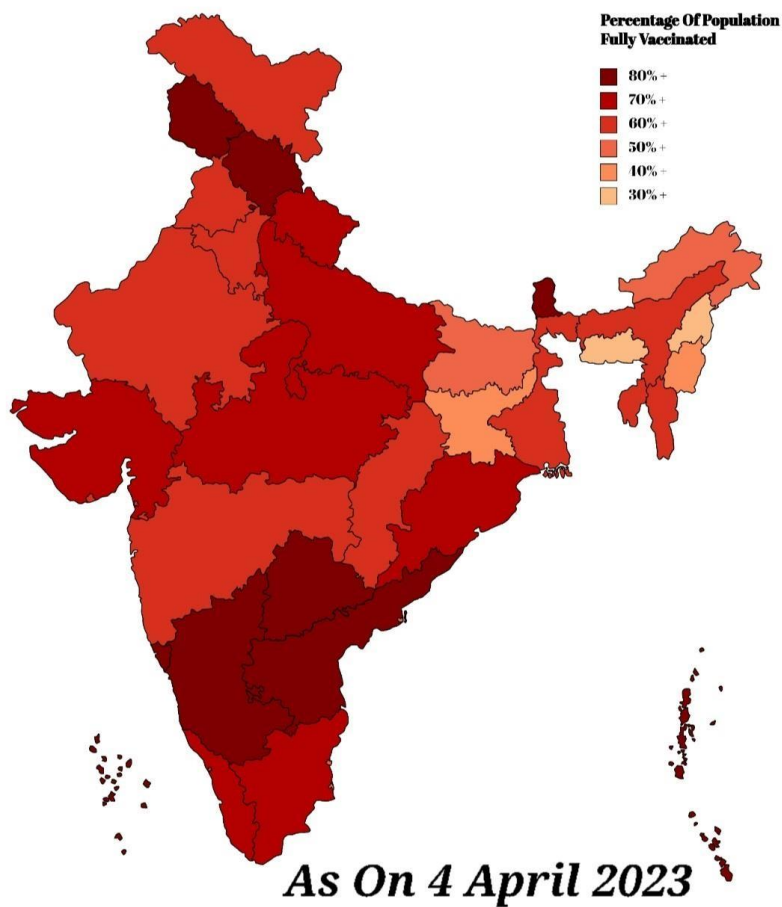 Percentage Of Population
Fully Vaccinated
80% +
70% +
60% +
50% +
40% +
30% +
As On 4 April 2023